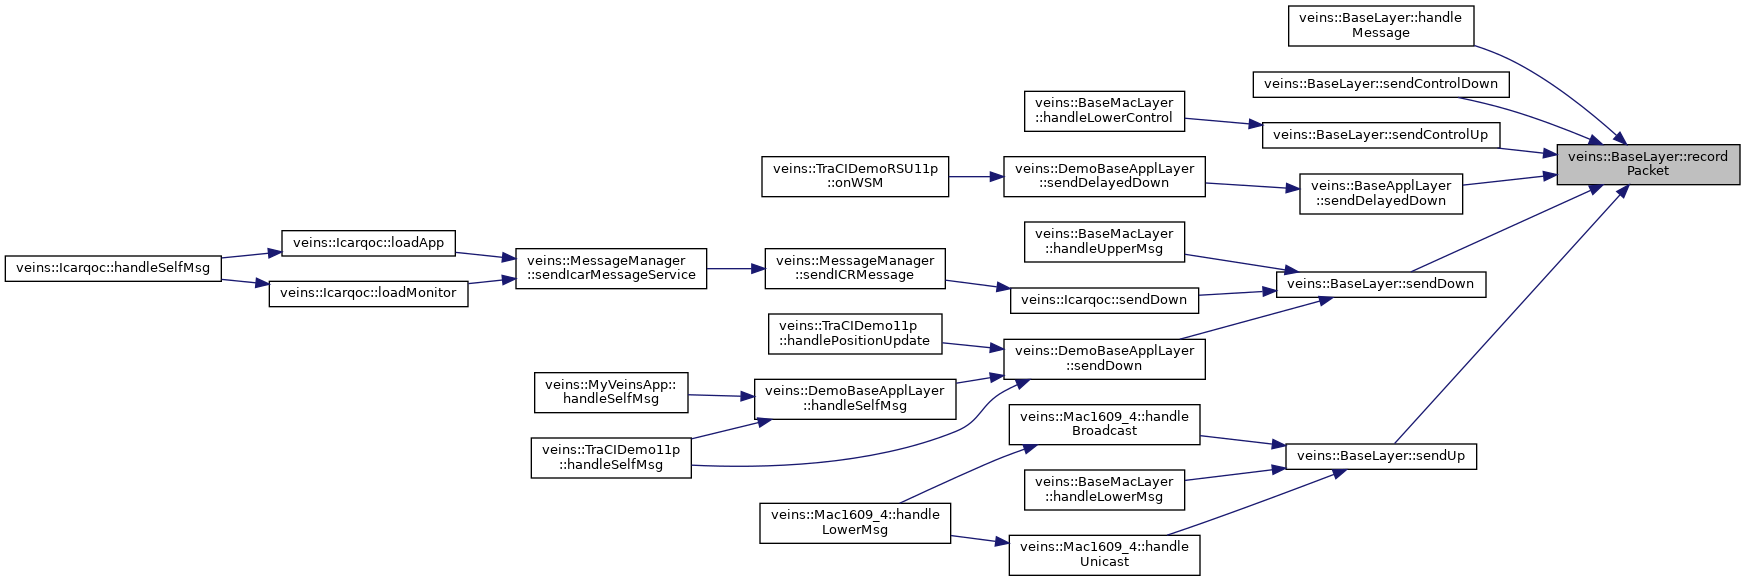 veins::BaseLayer::handle
Message
veins::BaseLayer::sendControlDown
veins::BaseMacLayer
::handleLowerControl
veins::BaseLayer::sendControlUp
veins::BaseLayer::record
Packet
veins::TraCIDemoRSU11p
::onWSM
veins::DemoBaseApplLayer
::sendDelayedDown
veins::BaseApplLayer
::sendDelayedDown
veins::BaseMacLayer
::handleUpperMsg
veins::Icarqoc::loadApp
veins::Icarqoc::handleSelfMsg
veins::MessageManager
::sendIcarMessageService
veins::MessageManager
::sendICRMessage
veins::BaseLayer::sendDown
veins::Icarqoc::loadMonitor
veins::Icarqoc::sendDown
veins::TraCIDemo11p
::handlePositionUpdate
veins::DemoBaseApplLayer
::sendDown
veins::MyVeinsApp::
handleSelfMsg
veins::DemoBaseApplLayer
::handleSelfMsg
veins::Mac1609_4::handle
Broadcast
veins::TraCIDemo11p
::handleSelfMsg
veins::BaseLayer::sendUp
veins::BaseMacLayer
::handleLowerMsg
veins::Mac1609_4::handle
LowerMsg
veins::Mac1609_4::handle
Unicast